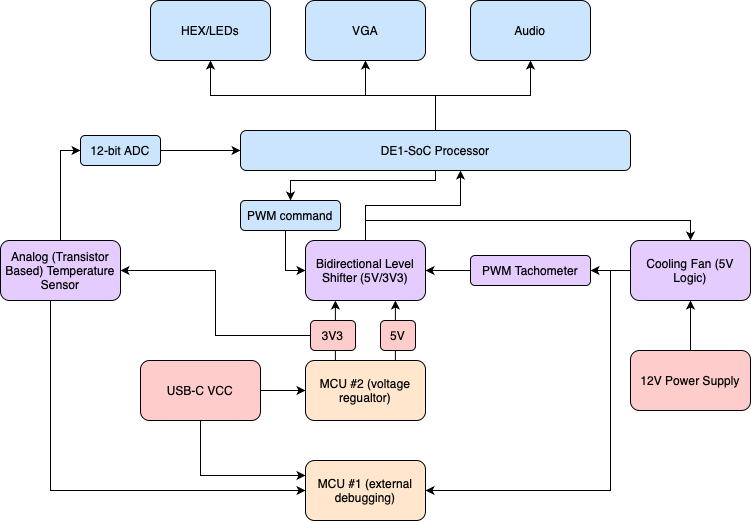 HEX/LEDs
VGA
Audio
12-bit ADC
DE1-SoC Processor
PWM command
Analog (Transistor
Based) Temperature
Sensor
Bidirectional Level
Shifter (5V/3V3)
PWM Tachometer
Cooling Fan (5V
Logic)
3V3
5V
USB-C VCC
MCU #2 (voltage
regualtor)
12V Power Supply
MCU #1 (external
debugging)